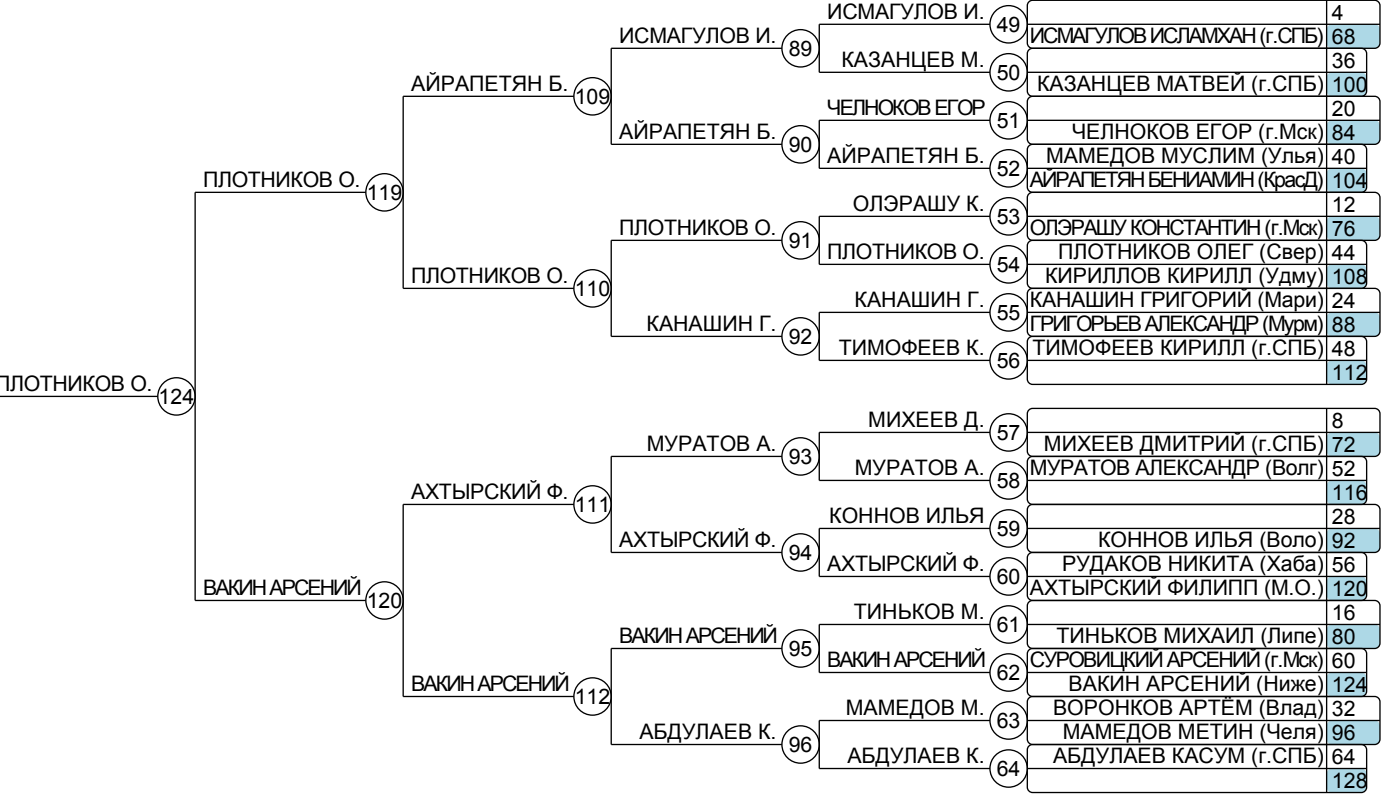 ИСМАГУЛОВ И. 4
49
ИСМАГУЛОВ ИСЛАМХАН (г.СПБ) 68
ИСМАГУЛОВ И.
89
КАЗАНЦЕВ М. 36
50
КАЗАНЦЕВ МАТВЕЙ (г.СПБ) 100
АЙРАПЕТЯН Б.
109
ЧЕЛНОКОВ ЕГОР 20
51
ЧЕЛНОКОВ ЕГОР (г.Мск) 84
АЙРАПЕТЯН Б.
90
АЙРАПЕТЯН Б. МАМЕДОВ МУСЛИМ (Улья) 40
52
АЙРАПЕТЯН БЕНИАМИН (КрасД) 104
ПЛОТНИКОВ О.
119
ОЛЭРАШУ К. 12
53
ОЛЭРАШУ КОНСТАНТИН (г.Мск) 76
ПЛОТНИКОВ О.
91
ПЛОТНИКОВ О. ПЛОТНИКОВ ОЛЕГ (Свер) 44
54
КИРИЛЛОВ КИРИЛЛ (Удму) 108
ПЛОТНИКОВ О.
110
КАНАШИН Г. КАНАШИН ГРИГОРИЙ (Мари) 24
55
ГРИГОРЬЕВ АЛЕКСАНДР (Мурм) 88
КАНАШИН Г.
92
ТИМОФЕЕВ К. ТИМОФЕЕВ КИРИЛЛ (г.СПБ) 48
56
112
ПЛОТНИКОВ О.
124
МИХЕЕВ Д. 8
57
МИХЕЕВ ДМИТРИЙ (г.СПБ) 72
МУРАТОВ А.
93
МУРАТОВ А. МУРАТОВ АЛЕКСАНДР (Волг) 52
58
116
АХТЫРСКИЙ Ф.
111
КОННОВ ИЛЬЯ 28
59
КОННОВ ИЛЬЯ (Воло) 92
АХТЫРСКИЙ Ф.
94
АХТЫРСКИЙ Ф. РУДАКОВ НИКИТА (Хаба) 56
60
АХТЫРСКИЙ ФИЛИПП (М.О.) 120
ВАКИН АРСЕНИЙ
120
ТИНЬКОВ М. 16
61
ТИНЬКОВ МИХАИЛ (Липе) 80
ВАКИН АРСЕНИЙ
95
ВАКИН АРСЕНИЙ СУРОВИЦКИЙ АРСЕНИЙ (г.Мск) 60
62
ВАКИН АРСЕНИЙ (Ниже) 124
ВАКИН АРСЕНИЙ
112
МАМЕДОВ М. ВОРОНКОВ АРТЁМ (Влад) 32
63
МАМЕДОВ МЕТИН (Челя) 96
АБДУЛАЕВ К.
96
АБДУЛАЕВ К. АБДУЛАЕВ КАСУМ (г.СПБ) 64
64
128